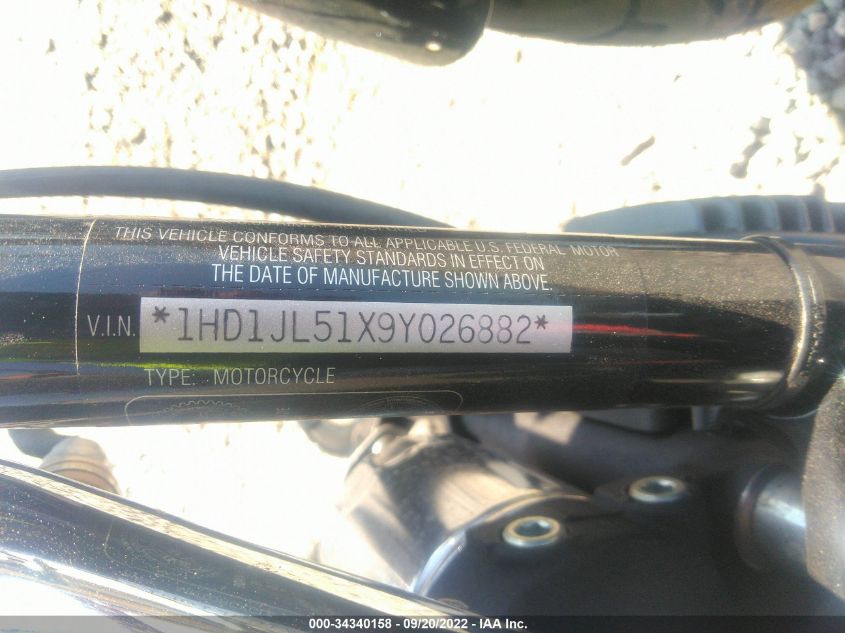 THIS VEHICLE CONFORMS TO ALL APPLICABLE U.S. FEDERAL MOTOR
VEHICLE SAFETY STANDARDS IN EFFECT ON
THE DATE OF MANUFACTURE SHOWN ABOVE.
V.I.N. *1HD1JL51X9Y026882*
TYPE: MOTORCYCLE
000-34340158 - 09/20/2022 - IAA Inc.